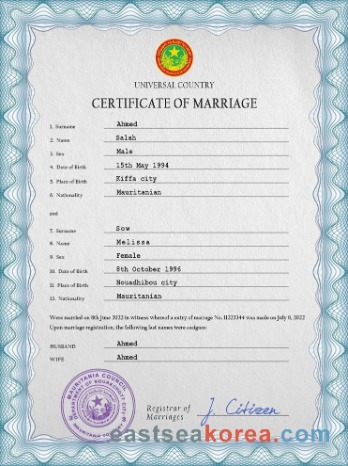 UNIVERSAL COUNTRY
CERTIFICATE OF MARRIAGE
1. Surname Ahmed
2. Name Salah
3. Sex Male
4. Date of Birth 15th May 1994
5. Place of Birth Kiffa city
6. Nationality Mauritanian
and
7. Surname Sow
8. Name Melissa
9. Sex Female
10. Date of Birth 8th October 1996
11. Place of Birth Nouadhibou city
12. Nationality Mauritanian
Were married on 8th June 2022 in witness whereof a entry of marriage No. 11223344 was made on July 8, 2022
Upon marriage registration, the following last names were assigned:
HUSBAND Ahmed
WIFE Ahmed
MAURITANIA COUNCIL
Registrar of
Marriages
J. Citizen
eastseakorea.com